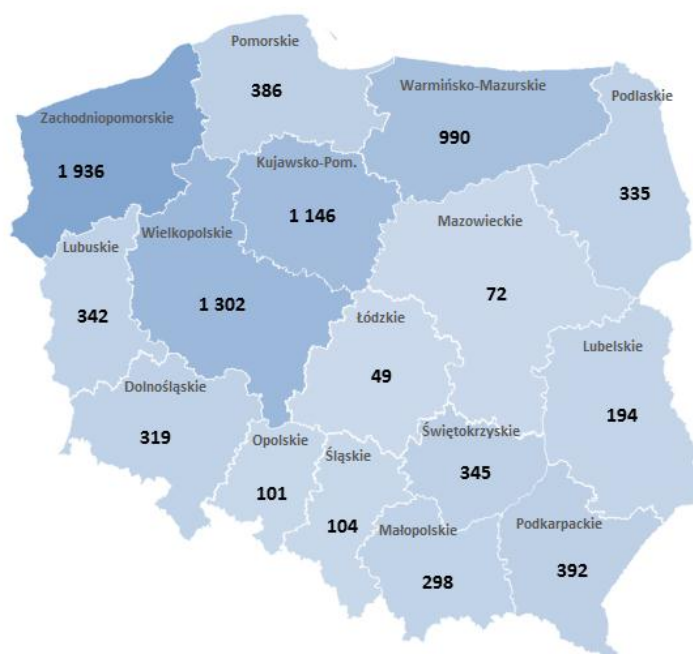 Pomorskie
386
Warmińsko-Mazurskie
990
Podlaskie
335
Zachodniopomorskie
1 936
Kujawsko-Pom.
1 146
Mazowieckie
72
Wielkopolskie
1 302
Lubuskie
342
Łódzkie
49
Lubelskie
194
Dolnośląskie
319
Opolskie
101
Śląskie
104
Świętokrzyskie
345
Małopolskie
298
Podkarpackie
392